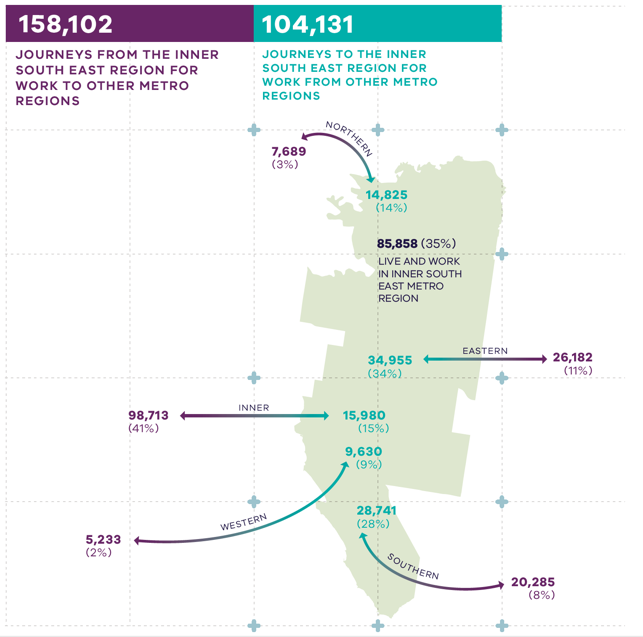 158,102
104,131
JOURNEYS FROM THE INNER
SOUTH EAST REGION FOR
WORK TO OTHER METRO
REGIONS
JOURNEYS TO THE INNER
SOUTH EAST REGION FOR
WORK FROM OTHER METRO
REGIONS
NORTHERN
7,689
(3%)
14,825
(14%)
85,858 (35%)
LIVE AND WORK
IN INNER SOUTH
EAST METRO
REGION
EASTERN
34,955
(34%)
26,182
(11%)
INNER
98,713
(41%)
15,980
(15%)
9,630
(9%)
WESTERN
5,233
(2%)
28,741
(28%)
SOUTHERN
20,285
(8%)